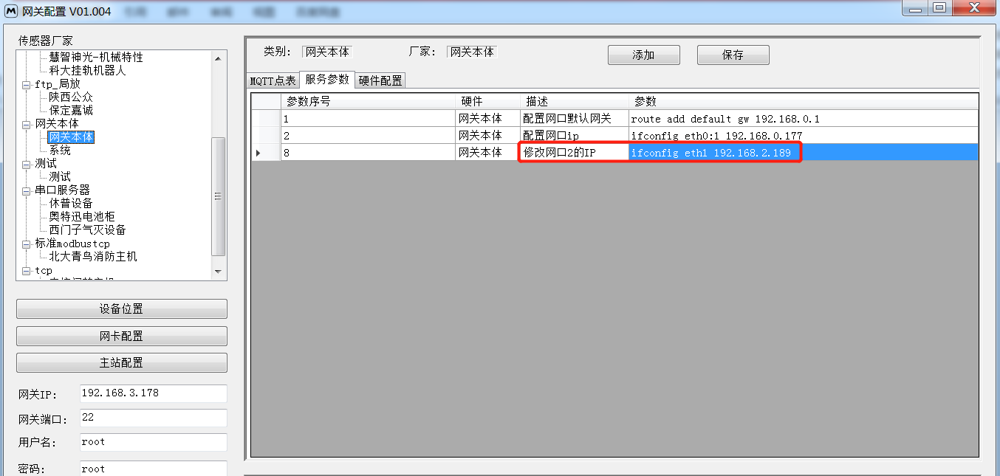 网关配置 V01.004
传感器厂家
慧智神光-机械特性
科大挂轨机器人
ftp_局放
陕西公众
保定嘉诚
网关本体
网关本体
系统
测试
测试
串口服务器
休普设备
奥特迅电池柜
西门子气灭设备
标准modbustcp
北大青鸟消防主机
tcp
设备位置
网卡配置
主站配置
网关IP: 192.168.3.178
网关端口: 22
用户名: root
密码: root
类别: 网关本体 厂家: 网关本体 添加 保存
MQTT点表 服务参数 硬件配置
参数序号 硬件 描述 参数
1 网关本体 配置网口默认网关 route add default gw 192.168.0.1
2 网关本体 配置网口ip ifconfig eth0:1 192.168.0.177
8 网关本体 修改网口2的IP ifconfig eth1 192.168.2.189